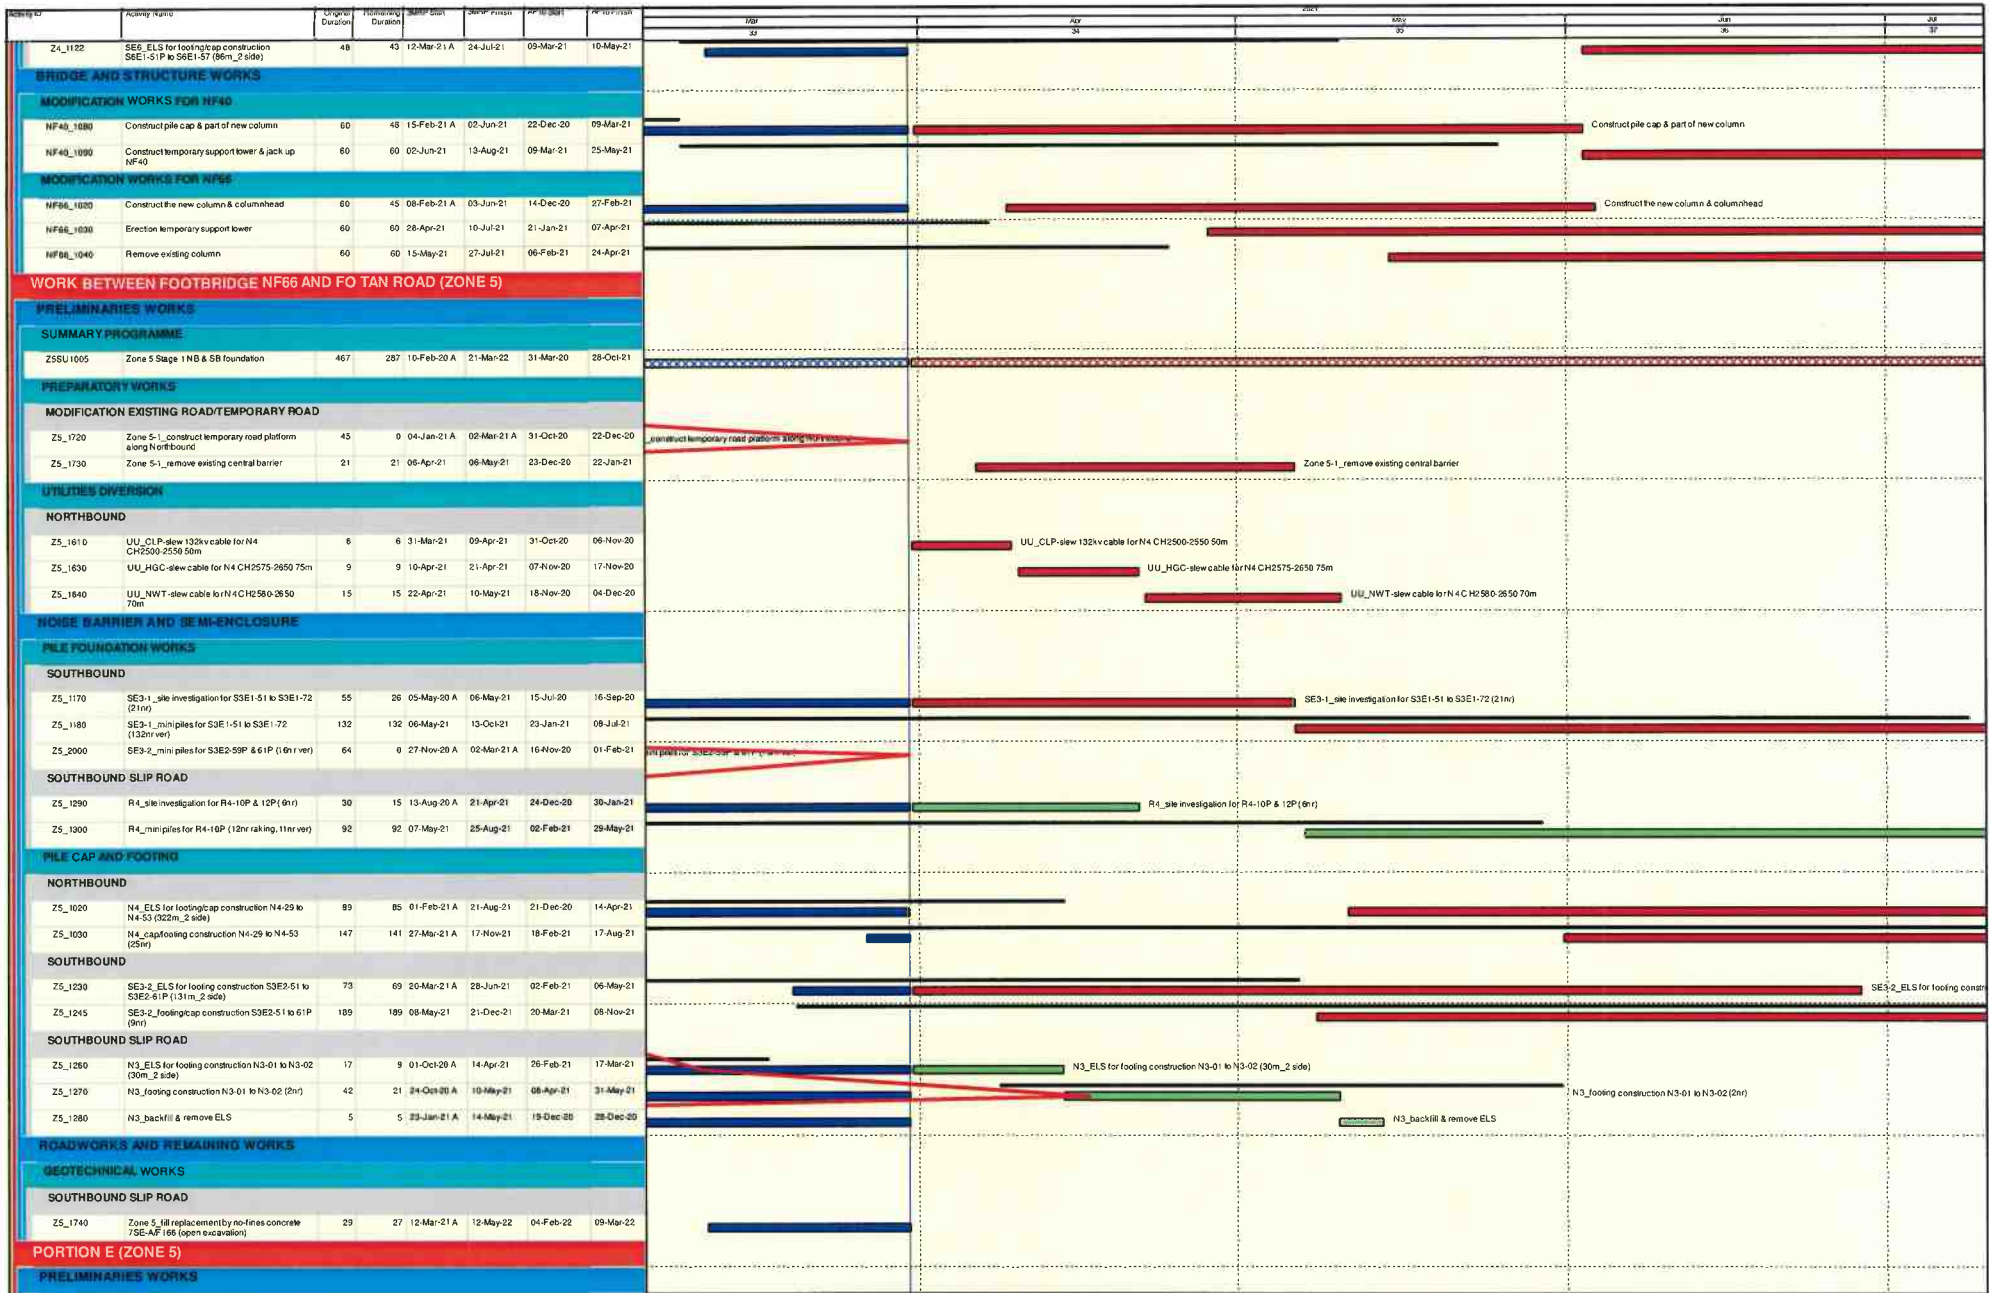 Activity ID Activity Name Original Duration Remaining Duration 3MRP Start 3MRP Finish
2021
Mar Apr May Jun Jul
33 34 35 36 37
Z4_1122 SE6_ELS for footing/cap construction S6E1-51P to S6E1-57 (86m_2 side) 48 43 12-Mar-21 A 24-Jul-21 09-Mar-21 10-May-21
BRIDGE AND STRUCTURE WORKS
MODIFICATION WORKS FOR NF40
NF40_1080 Construct pile cap & part of new column 60 48 15-Feb-21 A 02-Jun-21 22-Dec-20 09-Mar-21 Construct pile cap & part of new column
NF40_1090 Construct temporary support tower & jack up NF40 60 60 02-Jun-21 13-Aug-21 09-Mar-21 25-May-21
MODIFICATION WORKS FOR NF66
NF66_1020 Construct the new column & columnhead 60 45 08-Feb-21 A 03-Jun-21 14-Dec-20 27-Feb-21 Construct the new column & columnhead
NF66_1030 Erection temporary support tower 60 60 28-Apr-21 10-Jul-21 21-Jan-21 07-Apr-21
NF66_1040 Remove existing column 60 60 15-May-21 27-Jul-21 06-Feb-21 24-Apr-21
WORK BETWEEN FOOTBRIDGE NF66 AND FO TAN ROAD (ZONE 5)
PRELIMINARIES WORKS
SUMMARY PROGRAMME
Z5SU1005 Zone 5 Stage 1 NB & SB foundation 467 287 10-Feb-20 A 21-Mar-22 31-Mar-20 28-Oct-21
PREPARATORY WORKS
MODIFICATION EXISTING ROAD/TEMPORARY ROAD
Z5_1720 Zone 5-1_construct temporary road platform along Northbound 45 0 04-Jan-21 A 02-Mar-21 A 31-Oct-20 22-Dec-20 _construct temporary road platform along
Z5_1730 Zone 5-1_remove existing central barrier 21 21 06-Apr-21 06-May-21 23-Dec-20 22-Jan-21 Zone 5-1_remove existing central barrier
UTILITIES DIVERSION
NORTHBOUND
Z5_1610 UU_CLP-slew 132kv cable for N4 CH2500-2550 50m 6 6 31-Mar-21 09-Apr-21 31-Oct-20 06-Nov-20 UU_CLP-slew 132kv cable for N4 CH2500-2550 50m
Z5_1630 UU_HGC-slew cable for N4 CH2575-2650 75m 9 9 10-Apr-21 21-Apr-21 07-Nov-20 17-Nov-20 UU_HGC-slew cable for N4 CH2575-2650 75m
Z5_1640 UU_NWT-slew cable for N4 CH2580-2650 70m 15 15 22-Apr-21 10-May-21 18-Nov-20 04-Dec-20 UU_NWT-slew cable for N4 CH2580-2650 70m
NOISE BARRIER AND SEMI-ENCLOSURE
PILE FOUNDATION WORKS
SOUTHBOUND
Z5_1170 SE3-1_site investigation for S3E1-51 to S3E1-72 (21nr) 55 26 05-May-20 A 06-May-21 15-Jul-20 16-Sep-20 SE3-1_site investigation for S3E1-51 to S3E1-72 (21nr)
Z5_1180 SE3-1_minipiles for S3E1-51 to S3E1-72 (132nr ver) 132 132 06-May-21 13-Oct-21 23-Jan-21 08-Jul-21
Z5_2000 SE3-2_mini piles for S3E2-59P & 61P (16nr ver) 64 0 27-Nov-20 A 02-Mar-21 A 16-Nov-20 01-Feb-21
SOUTHBOUND SLIP ROAD
Z5_1290 R4_site investigation for R4-10P & 12P (6nr) 30 15 13-Aug-20 A 21-Apr-21 24-Dec-20 30-Jan-21 R4_site investigation for R4-10P & 12P (6nr)
Z5_1300 R4_minipiles for R4-10P (12nr raking, 11nr ver) 92 92 07-May-21 25-Aug-21 02-Feb-21 29-May-21
PILE CAP AND FOOTING
NORTHBOUND
Z5_1020 N4_ELS for footing/cap construction N4-29 to N4-53 (322m_2 side) 89 85 01-Feb-21 A 21-Aug-21 21-Dec-20 14-Apr-21
Z5_1030 N4_cap/footing construction N4-29 to N4-53 (25nr) 147 141 27-Mar-21 A 17-Nov-21 18-Feb-21 17-Aug-21
SOUTHBOUND
Z5_1230 SE3-2_ELS for footing construction S3E2-51 to S3E2-61P (131m_2 side) 73 69 20-Mar-21 A 28-Jun-21 02-Feb-21 06-May-21 SE3-2_ELS for footing constr
Z5_1245 SE3-2_footing/cap construction S3E2-51 to 61P (9nr) 189 189 08-May-21 21-Dec-21 20-Mar-21 08-Nov-21
SOUTHBOUND SLIP ROAD
Z5_1260 N3_ELS for footing construction N3-01 to N3-02 (30m_2 side) 17 9 01-Oct-20 A 14-Apr-21 26-Feb-21 17-Mar-21 N3_ELS for footing construction N3-01 to N3-02 (30m_2 side)
Z5_1270 N3_footing construction N3-01 to N3-02 (2nr) 42 21 24-Oct-20 A 10-May-21 08-Apr-21 31-May-21 N3_footing construction N3-01 to N3-02 (2nr)
Z5_1280 N3_backfill & remove ELS 5 5 23-Jan-21 A 14-May-21 19-Dec-20 28-Dec-20 N3_backfill & remove ELS
ROADWORKS AND REMAINING WORKS
GEOTECHNICAL WORKS
SOUTHBOUND SLIP ROAD
Z5_1740 Zone 5_fill replacement by no-fines concrete 7SE-A/F166 (open excavation) 29 27 12-Mar-21 A 12-May-22 04-Feb-22 09-Mar-22
PORTION E (ZONE 5)
PRELIMINARIES WORKS